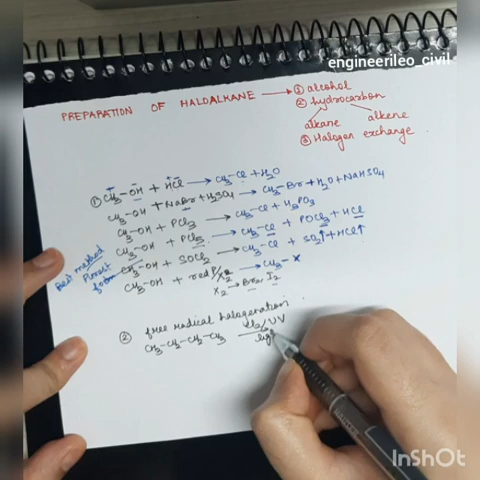 engineerileo_civil
PREPARATION OF HALOALKANE → ① alcohol
② hydrocarbon
alkane alkene
③ Halogen exchange
① CH3-OH + HCl → CH3-Cl + H2O
CH3-OH + NaBr + H2SO4 → CH3-Br + H2O + NaHSO4
CH3-OH + PCl3 → CH3-Cl + H3PO3
CH3-OH + PCl5 → CH3-Cl + POCl3 + HCl
Best method
Purest form CH3-OH + SOCl2 → CH3-Cl + SO2↑ + HCl↑
CH3-OH + red P/X2 → CH3-X
X2 → Br2, I2
② free radical halogenation
CH3-CH2-CH2-CH3 Cl2/UV
InShOt